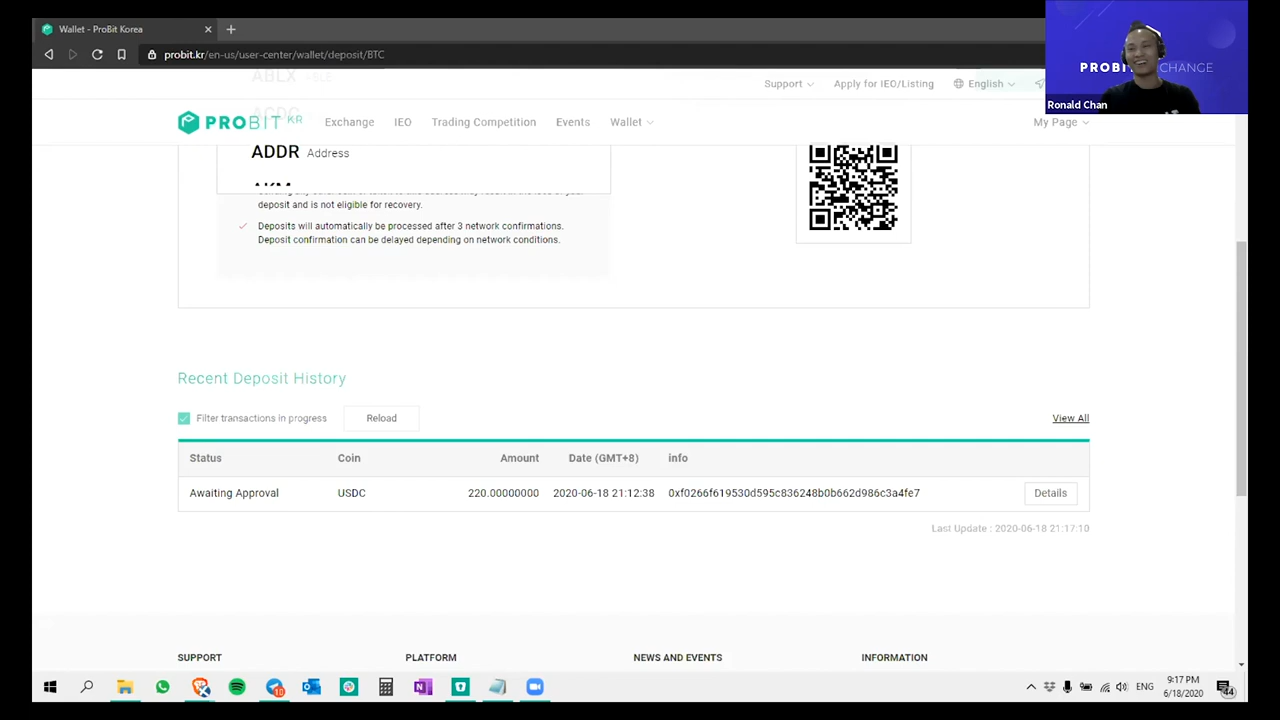 Wallet - ProBit Korea
probit.kr/en-us/user-center/wallet/deposit/BTC
ABLX ABLE
Support Apply for IEO/Listing English
PROBIT KR Exchange IEO Trading Competition Events Wallet My Page
PROBI CHANGE
Ronald Chan
ADDR Address
AKM
deposit and is not eligible for recovery.
Deposits will automatically be processed after 3 network confirmations.
Deposit confirmation can be delayed depending on network conditions.
Recent Deposit History
Filter transactions in progress Reload View All
Status Coin Amount Date (GMT+8) info
Awaiting Approval USDC 220.00000000 2020-06-18 21:12:38 0xf0266f619530d595c836248b0b662d986c3a4fe7 Details
Last Update : 2020-06-18 21:17:10
SUPPORT PLATFORM NEWS AND EVENTS INFORMATION
10
ENG 9:17 PM
6/18/2020 44